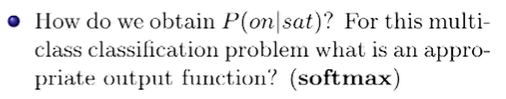 • How do we obtain P(on|sat)? For this multi-
class classification problem what is an appro-
priate output function? (softmax)